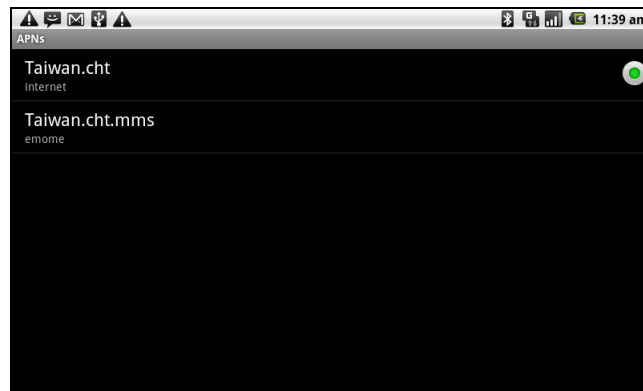 11:39 am
APNs
Taiwan.cht
internet
Taiwan.cht.mms
emome